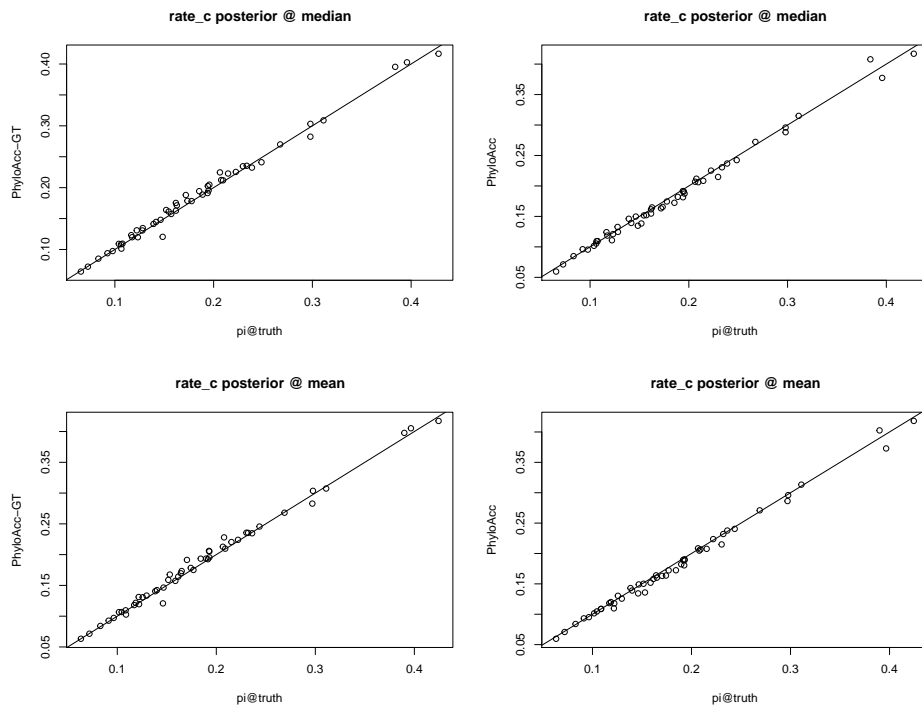 rate_c posterior @ median
PhyloAcc−GT
0.10 0.20 0.30 0.40
0.1 0.2 0.3 0.4
pi@truth
rate_c posterior @ median
PhyloAcc
0.05 0.15 0.25 0.35
0.1 0.2 0.3 0.4
pi@truth
rate_c posterior @ mean
PhyloAcc−GT
0.05 0.15 0.25 0.35
0.1 0.2 0.3 0.4
pi@truth
rate_c posterior @ mean
PhyloAcc
0.05 0.15 0.25 0.35
0.1 0.2 0.3 0.4
pi@truth